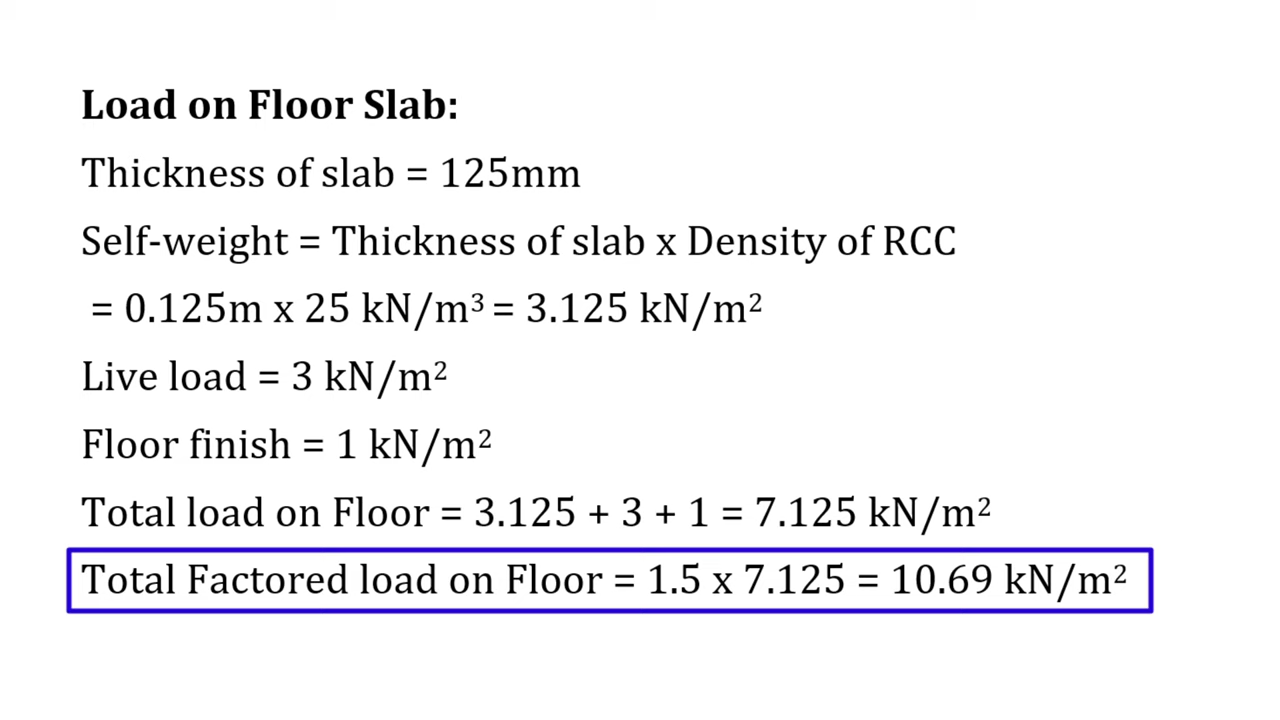 Load on Floor Slab:
Thickness of slab = 125mm
Self-weight = Thickness of slab x Density of RCC
= 0.125m x 25 kN/m³ = 3.125 kN/m²
Live load = 3 kN/m²
Floor finish = 1 kN/m²
Total load on Floor = 3.125 + 3 + 1 = 7.125 kN/m²
Total Factored load on Floor = 1.5 x 7.125 = 10.69 kN/m²